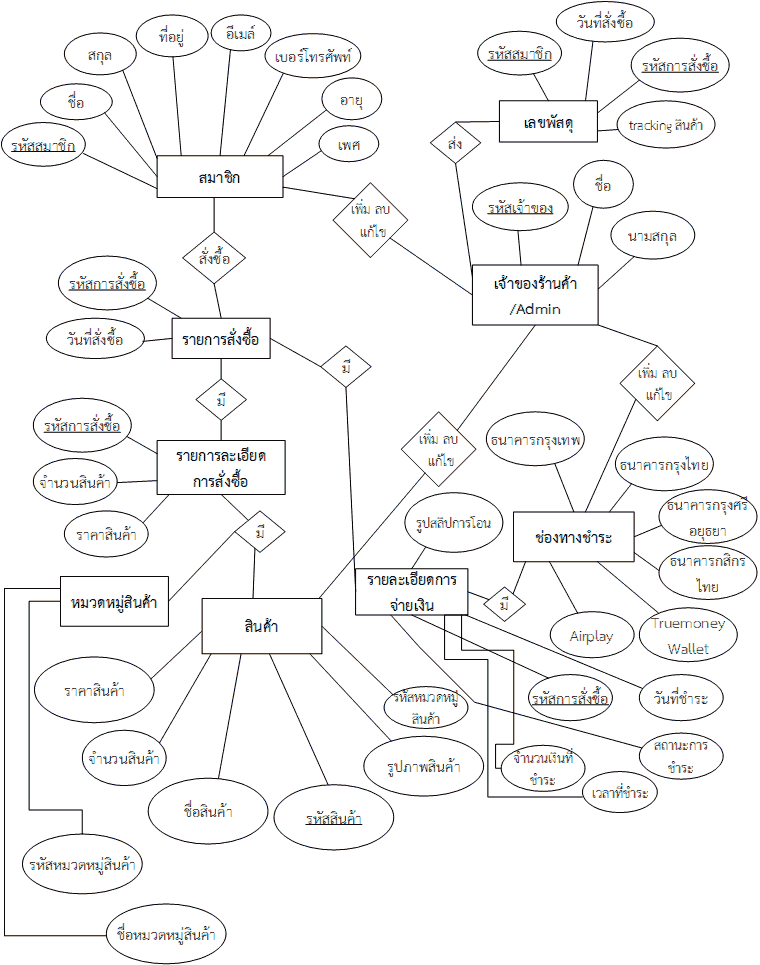 วันที่สั่งซื้อ
ที่อยู่
อีเมล์
สกุล
เบอร์โทรศัพท์
รหัสสมาชิก
รหัสการสั่งซื้อ
ชื่อ
อายุ
เลขพัสดุ
tracking สินค้า
รหัสสมาชิก
เพศ
ส่ง
สมาชิก
ชื่อ
เพิ่ม ลบ
แก้ไข
รหัสเจ้าของ
นามสกุล
สั่งซื้อ
รหัสการสั่งซื้อ
เจ้าของร้านค้า
/Admin
วันที่สั่งซื้อ
รายการสั่งซื้อ
มี
เพิ่ม ลบ
แก้ไข
มี
รหัสการสั่งซื้อ
เพิ่ม ลบ
แก้ไข
ธนาคารกรุงเทพ
รายการละเอียด
การสั่งซื้อ
ธนาคารกรุงไทย
จำนวนสินค้า
ธนาคารกรุงศรี
อยุธยา
ราคาสินค้า
มี
รูปสลิปการโอน
ช่องทางชำระ
ธนาคารกสิกร
ไทย
หมวดหมู่สินค้า
รายละเอียดการ
จ่ายเงิน
มี
สินค้า
Airplay
Truemoney
Wallet
ราคาสินค้า
รหัสหมวดหมู่
สินค้า
รหัสการสั่งซื้อ
วันที่ชำระ
จำนวนสินค้า
รูปภาพสินค้า
จำนวนเงินที่
ชำระ
สถานะการ
ชำระ
เวลาที่ชำระ
ชื่อสินค้า
รหัสสินค้า
รหัสหมวดหมู่สินค้า
ชื่อหมวดหมู่สินค้า